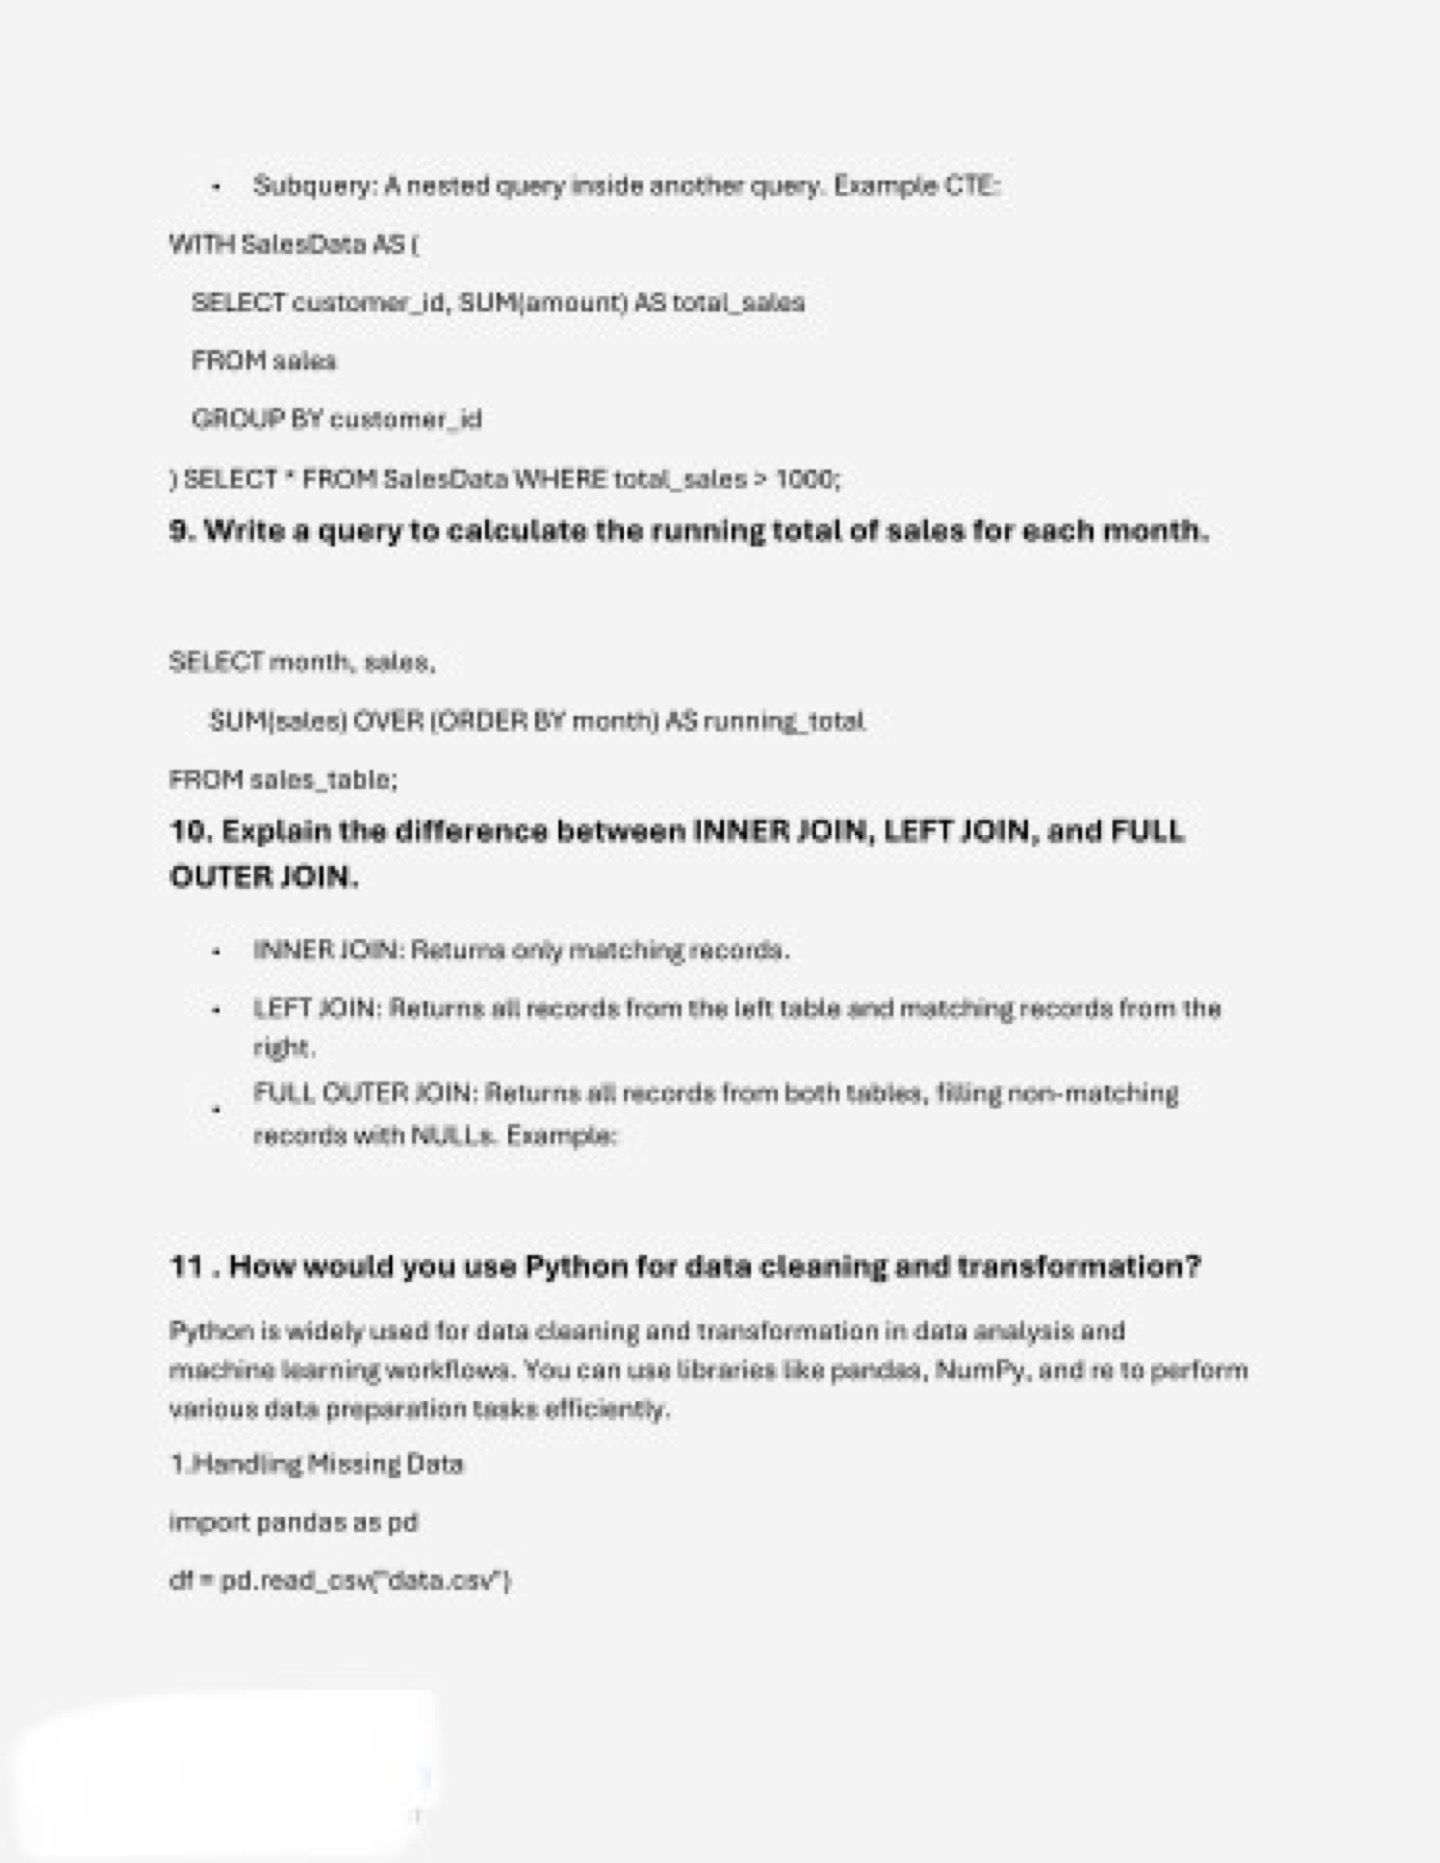 • Subquery: A nested query inside another query. Example CTE:
WITH SalesData AS (
SELECT customer_id, SUM(amount) AS total_sales
FROM sales
GROUP BY customer_id
) SELECT * FROM SalesData WHERE total_sales > 1000;
9. Write a query to calculate the running total of sales for each month.
SELECT month, sales,
SUM(sales) OVER (ORDER BY month) AS running_total
FROM sales_table;
10. Explain the difference between INNER JOIN, LEFT JOIN, and FULL
OUTER JOIN.
• INNER JOIN: Returns only matching records.
• LEFT JOIN: Returns all records from the left table and matching records from the
right.
• FULL OUTER JOIN: Returns all records from both tables, filling non-matching
records with NULLs. Example:
11 . How would you use Python for data cleaning and transformation?
Python is widely used for data cleaning and transformation in data analysis and
machine learning workflows. You can use libraries like pandas, NumPy, and re to perform
various data preparation tasks efficiently.
1.Handling Missing Data
import pandas as pd
df = pd.read_csv("data.csv")